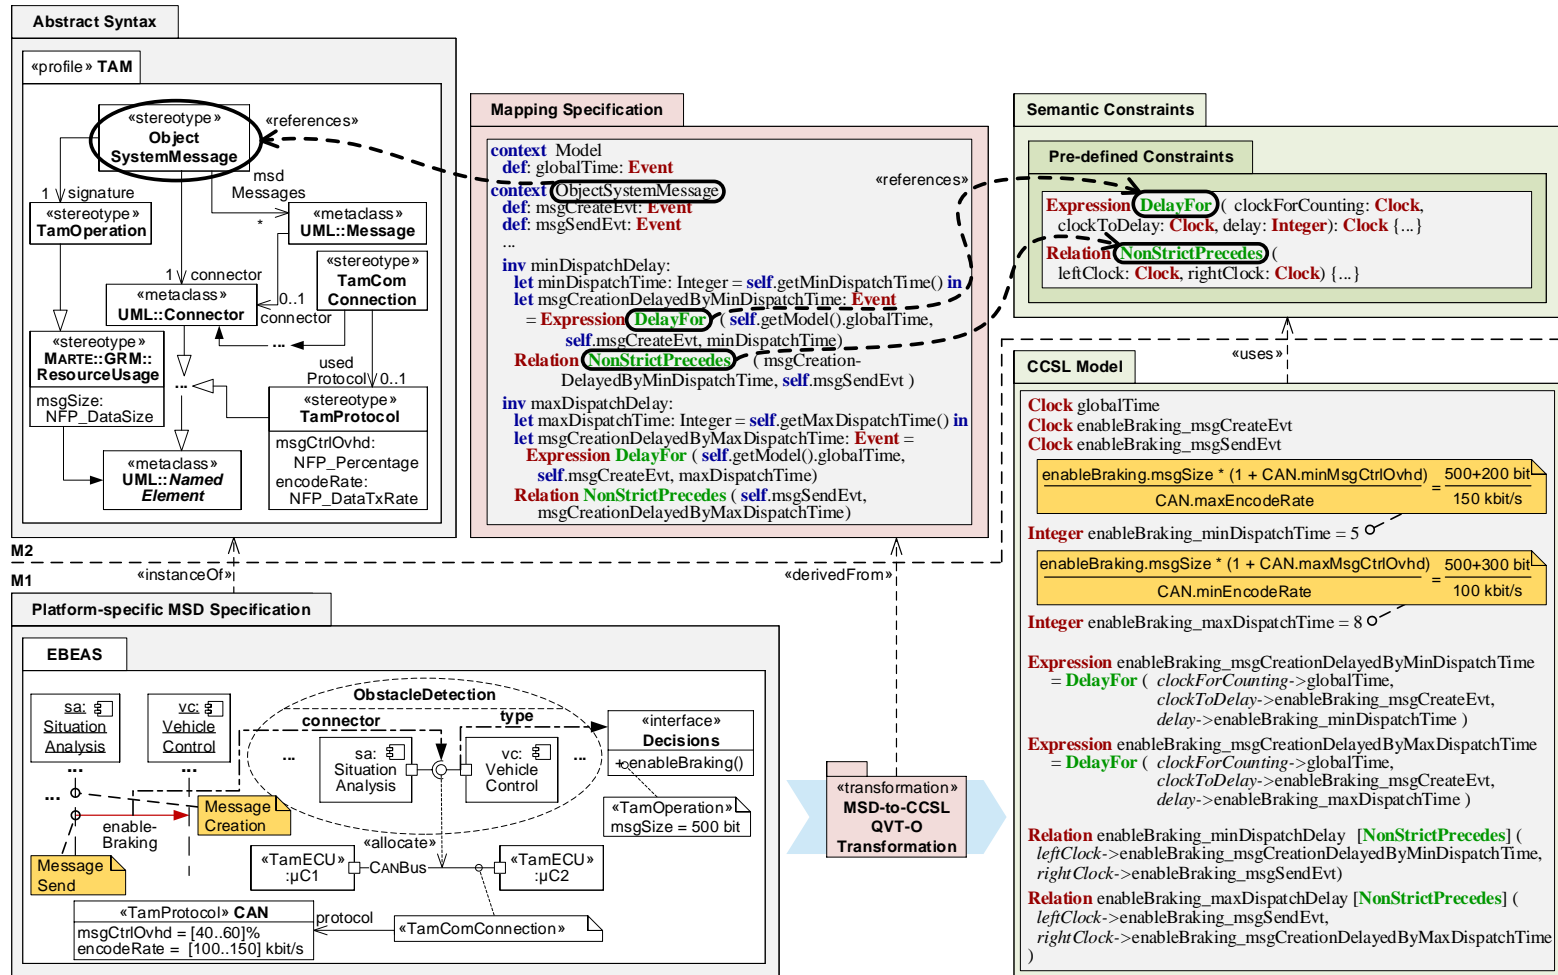 Abstract Syntax
«profile» TAM
«stereotype»
Object
SystemMessage
«references»
msd
Messages
*
1
signature
«stereotype»
TamOperation
«metaclass»
UML::Message
1
connector
«stereotype»
TamCom
Connection
«metaclass»
UML::Connector
0..1
connector
...
«stereotype»
MARTE::GRM::
ResourceUsage
msgSize:
NFP_DataSize
...
used
Protocol
0..1
«stereotype»
TamProtocol
msgCtrlOvhd:
NFP_Percentage
encodeRate:
NFP_DataTxRate
«metaclass»
UML::Named
Element
Mapping Specification
context Model
def: globalTime: Event
context ObjectSystemMessage
def: msgCreateEvt: Event
def: msgSendEvt: Event
...
inv minDispatchDelay:
let minDispatchTime: Integer = self.getMinDispatchTime() in
let msgCreationDelayedByMinDispatchTime: Event
= Expression DelayFor ( self.getModel().globalTime,
self.msgCreateEvt, minDispatchTime)
Relation NonStrictPrecedes ( msgCreation-
DelayedByMinDispatchTime, self.msgSendEvt )
inv maxDispatchDelay:
let maxDispatchTime: Integer = self.getMaxDispatchTime() in
let msgCreationDelayedByMaxDispatchTime: Event =
Expression DelayFor ( self.getModel().globalTime,
self.msgCreateEvt, maxDispatchTime)
Relation NonStrictPrecedes ( self.msgSendEvt,
msgCreationDelayedByMaxDispatchTime)
«references»
Semantic Constraints
Pre-defined Constraints
Expression DelayFor ( clockForCounting: Clock,
clockToDelay: Clock, delay: Integer): Clock {...}
Relation NonStrictPrecedes (
leftClock: Clock, rightClock: Clock) {...}
«uses»
M2
M1
«instanceOf»
«derivedFrom»
CCSL Model
Clock globalTime
Clock enableBraking_msgCreateEvt
Clock enableBraking_msgSendEvt
enableBraking.msgSize * (1 + CAN.minMsgCtrlOvhd)
CAN.maxEncodeRate
=
500+200 bit
150 kbit/s
Integer enableBraking_minDispatchTime = 5
enableBraking.msgSize * (1 + CAN.maxMsgCtrlOvhd)
CAN.minEncodeRate
=
500+300 bit
100 kbit/s
Integer enableBraking_maxDispatchTime = 8
Expression enableBraking_msgCreationDelayedByMinDispatchTime
= DelayFor ( clockForCounting->globalTime,
clockToDelay->enableBraking_msgCreateEvt,
delay->enableBraking_minDispatchTime )
Expression enableBraking_msgCreationDelayedByMaxDispatchTime
= DelayFor ( clockForCounting->globalTime,
clockToDelay->enableBraking_msgCreateEvt,
delay->enableBraking_maxDispatchTime )
Relation enableBraking_minDispatchDelay [NonStrictPrecedes] (
leftClock->enableBraking_msgCreationDelayedByMinDispatchTime,
rightClock->enableBraking_msgSendEvt)
Relation enableBraking_maxDispatchDelay [NonStrictPrecedes] (
leftClock->enableBraking_msgSendEvt,
rightClock->enableBraking_msgCreationDelayedByMaxDispatchTime
)
Platform-specific MSD Specification
EBEAS
sa:
Situation
Analysis
vc:
Vehicle
Control
...
...
...
Message
Creation
enable-
Braking
Message
Send
ObstacleDetection
connector
type
...
sa:
Situation
Analysis
vc:
Vehicle
Control
...
«interface»
Decisions
+enableBraking()
«TamOperation»
msgSize = 500 bit
«allocate»
«TamECU»
:µC1
CANBus
«TamECU»
:µC2
«TamProtocol» CAN
msgCtrlOvhd = [40..60]%
encodeRate = [100..150] kbit/s
protocol
«TamComConnection»
«transformation»
MSD-to-CCSL
QVT-O
Transformation